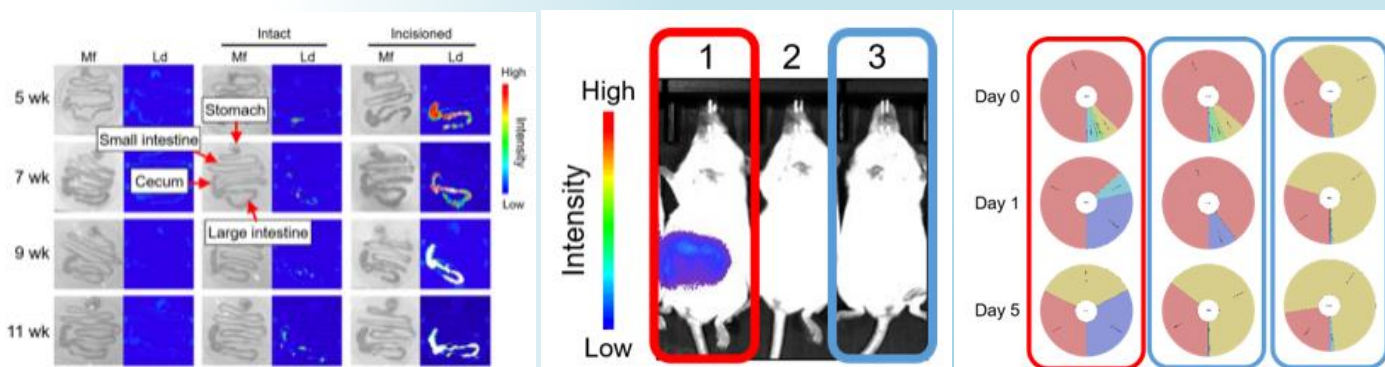 Intact
Incisioned
Mf Ld Mf Ld Mf Ld
5 wk
Stomach
Small intestine
7 wk
Cecum
Large intestine
9 wk
11 wk
High
Intensity
Low
1 2 3
High
Intensity
Low
Day 0
Day 1
Day 5